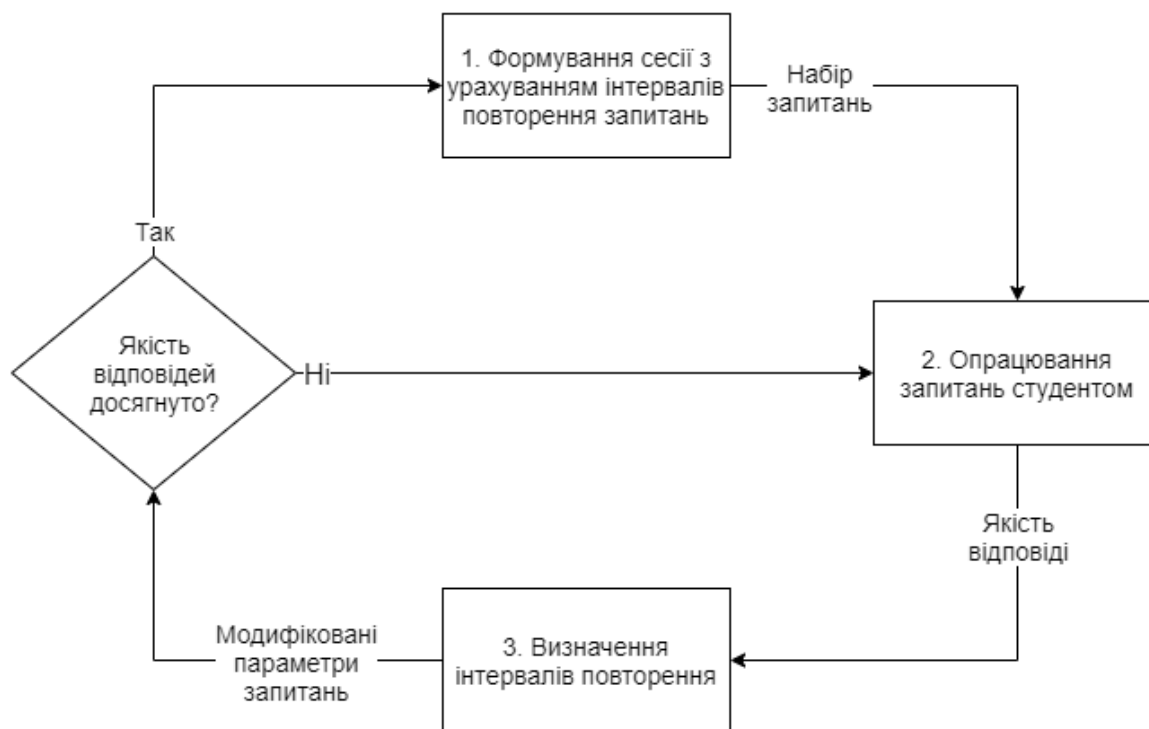 1. Формування сесії з
урахуванням інтервалів
повторення запитань
Набір
запитань
Так
Якість
відповідей
досягнуто?
Ні
2. Опрацювання
запитань студентом
Якість
відповіді
3. Визначення
інтервалів повторення
Модифіковані
параметри
запитань